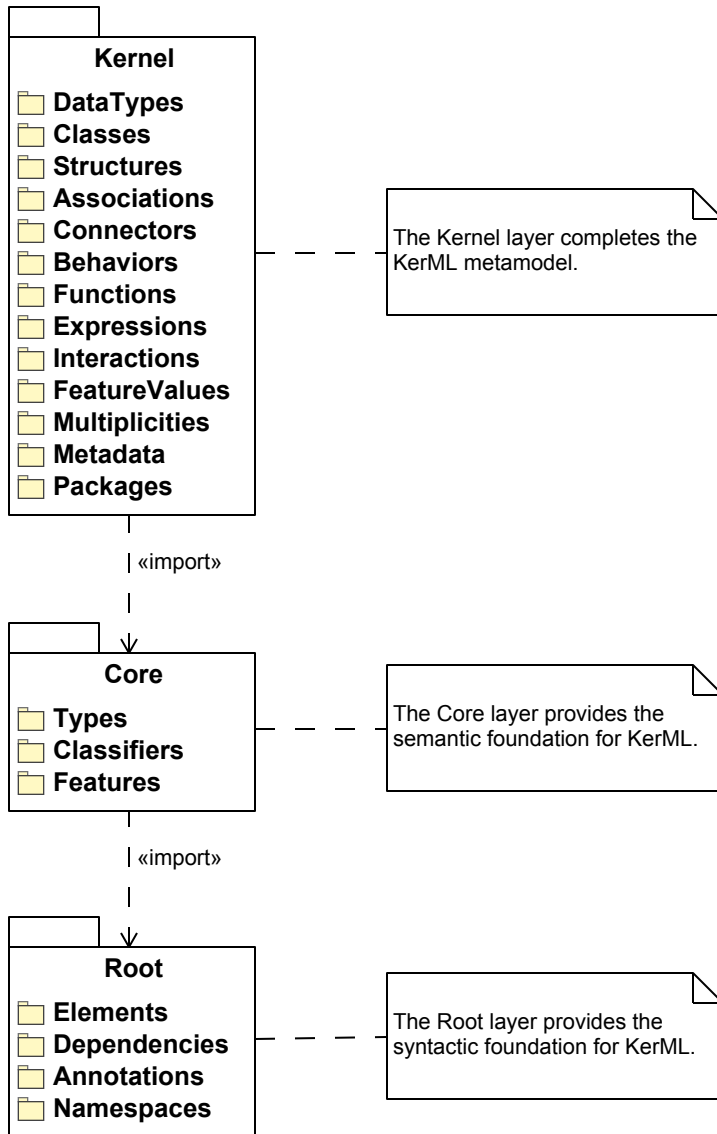 Kernel
DataTypes
Classes
Structures
Associations
Connectors
Behaviors
Functions
Expressions
Interactions
FeatureValues
Multiplicities
Metadata
Packages
The Kernel layer completes the
KerML metamodel.
«import»
Core
Types
Classifiers
Features
The Core layer provides the
semantic foundation for KerML.
«import»
Root
Elements
Dependencies
Annotations
Namespaces
The Root layer provides the
syntactic foundation for KerML.